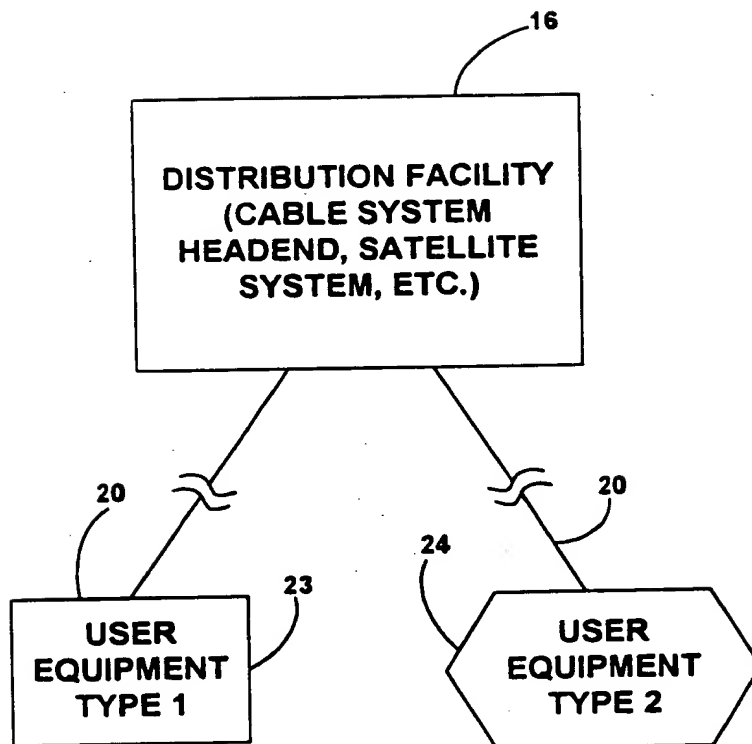 16
DISTRIBUTION FACILITY
(CABLE SYSTEM
HEADEND, SATELLITE
SYSTEM, ETC.)
20
20
24
23
USER
EQUIPMENT
TYPE 1
USER
EQUIPMENT
TYPE 2